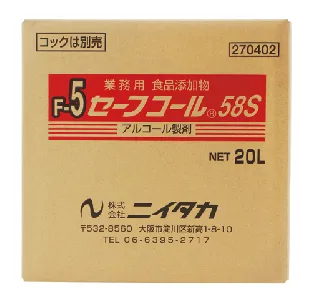 コックは別売
270402
業務用 食品添加物
F-5 セーフコール® 58S
アルコール製剤
NET 20L
株式会社 ニイタカ
〒532-8560 大阪市淀川区新高1-8-10
TEL 06-6395-2717